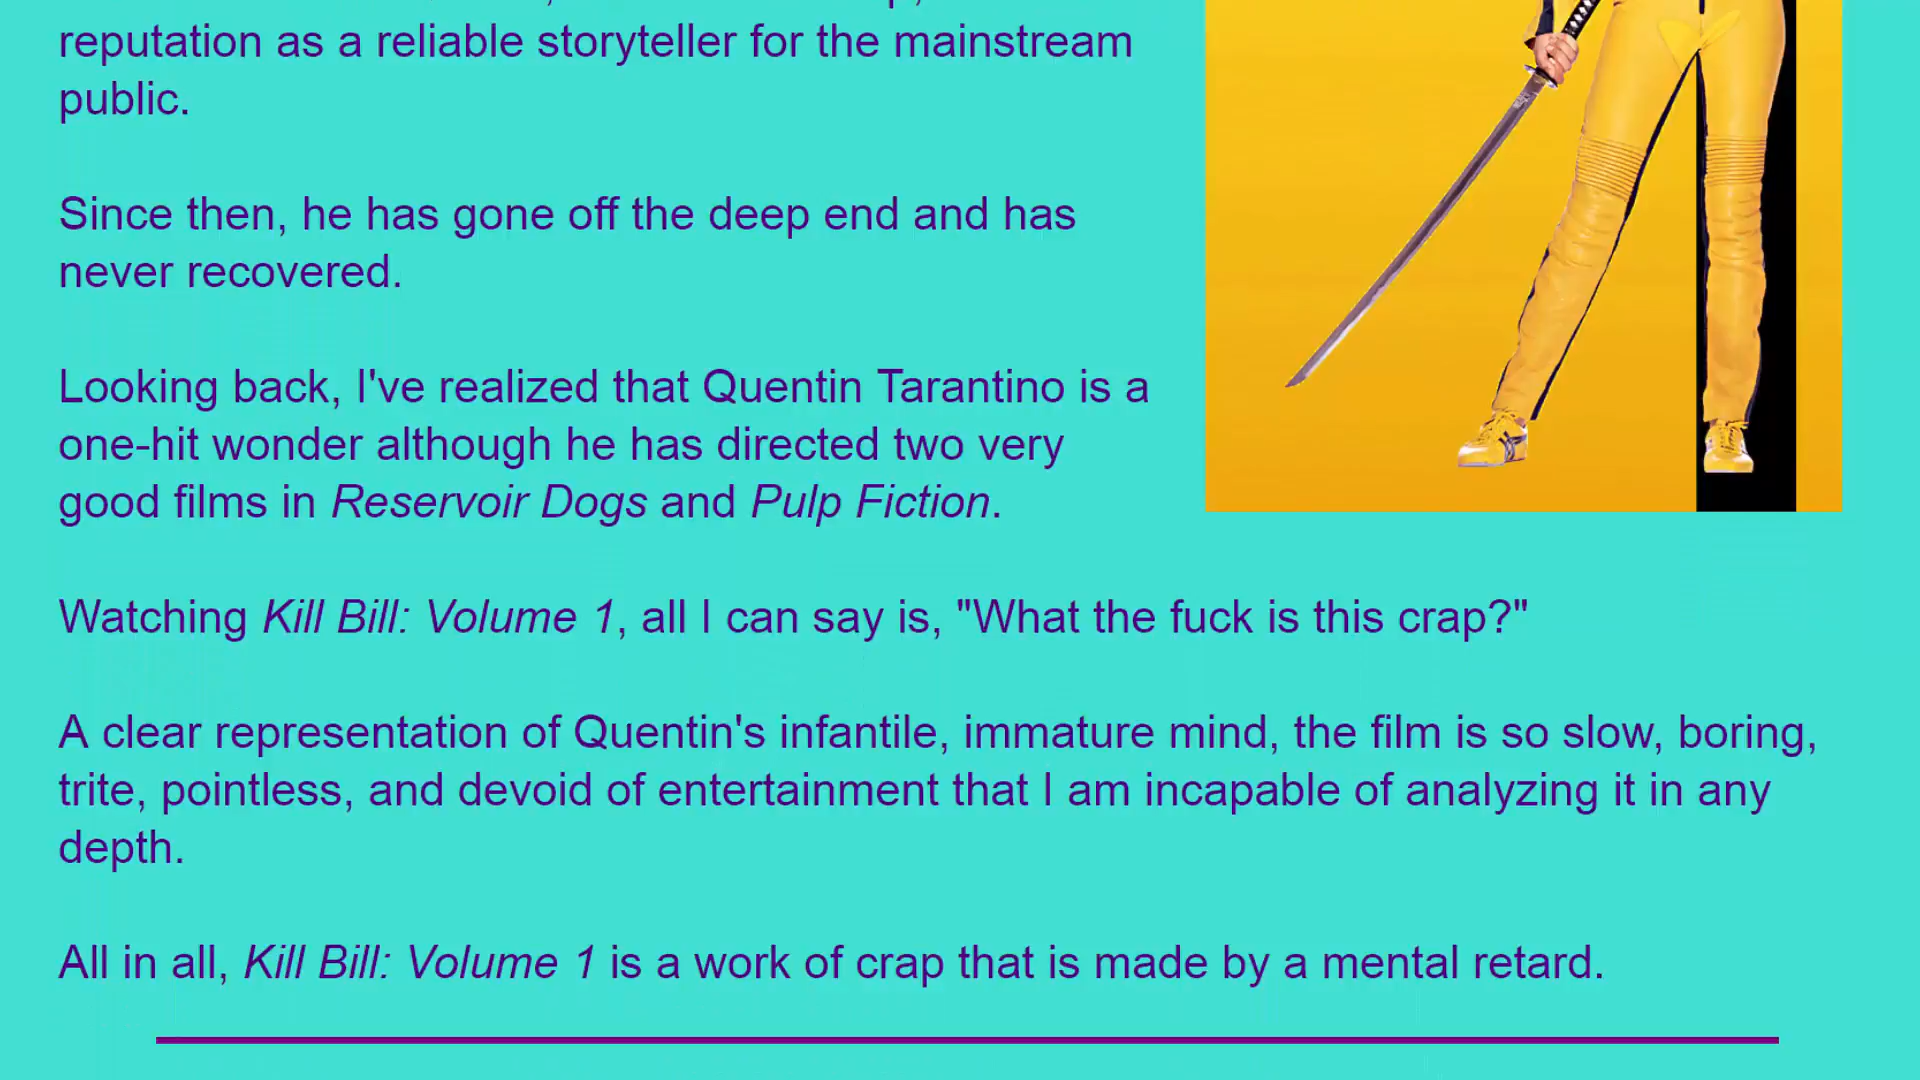 reputation as a reliable storyteller for the mainstream
public.
Since then, he has gone off the deep end and has
never recovered.
Looking back, I've realized that Quentin Tarantino is a
one-hit wonder although he has directed two very
good films in Reservoir Dogs and Pulp Fiction.
Watching Kill Bill: Volume 1, all I can say is, "What the fuck is this crap?"
A clear representation of Quentin's infantile, immature mind, the film is so slow, boring,
trite, pointless, and devoid of entertainment that I am incapable of analyzing it in any
depth.
All in all, Kill Bill: Volume 1 is a work of crap that is made by a mental retard.